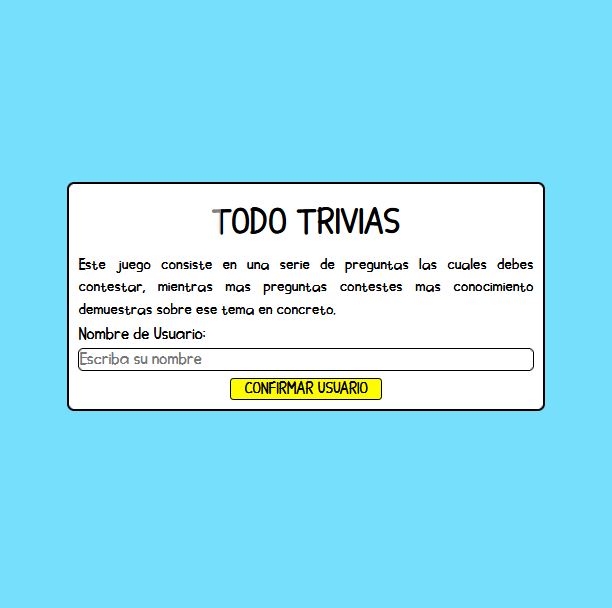 TODO TRIVIAS
Este juego consiste en una serie de preguntas las cuales debes
contestar, mientras mas preguntas contestes mas conocimiento
demuestras sobre ese tema en concreto.
Nombre de Usuario:
Escriba su nombre
CONFIRMAR USUARIO